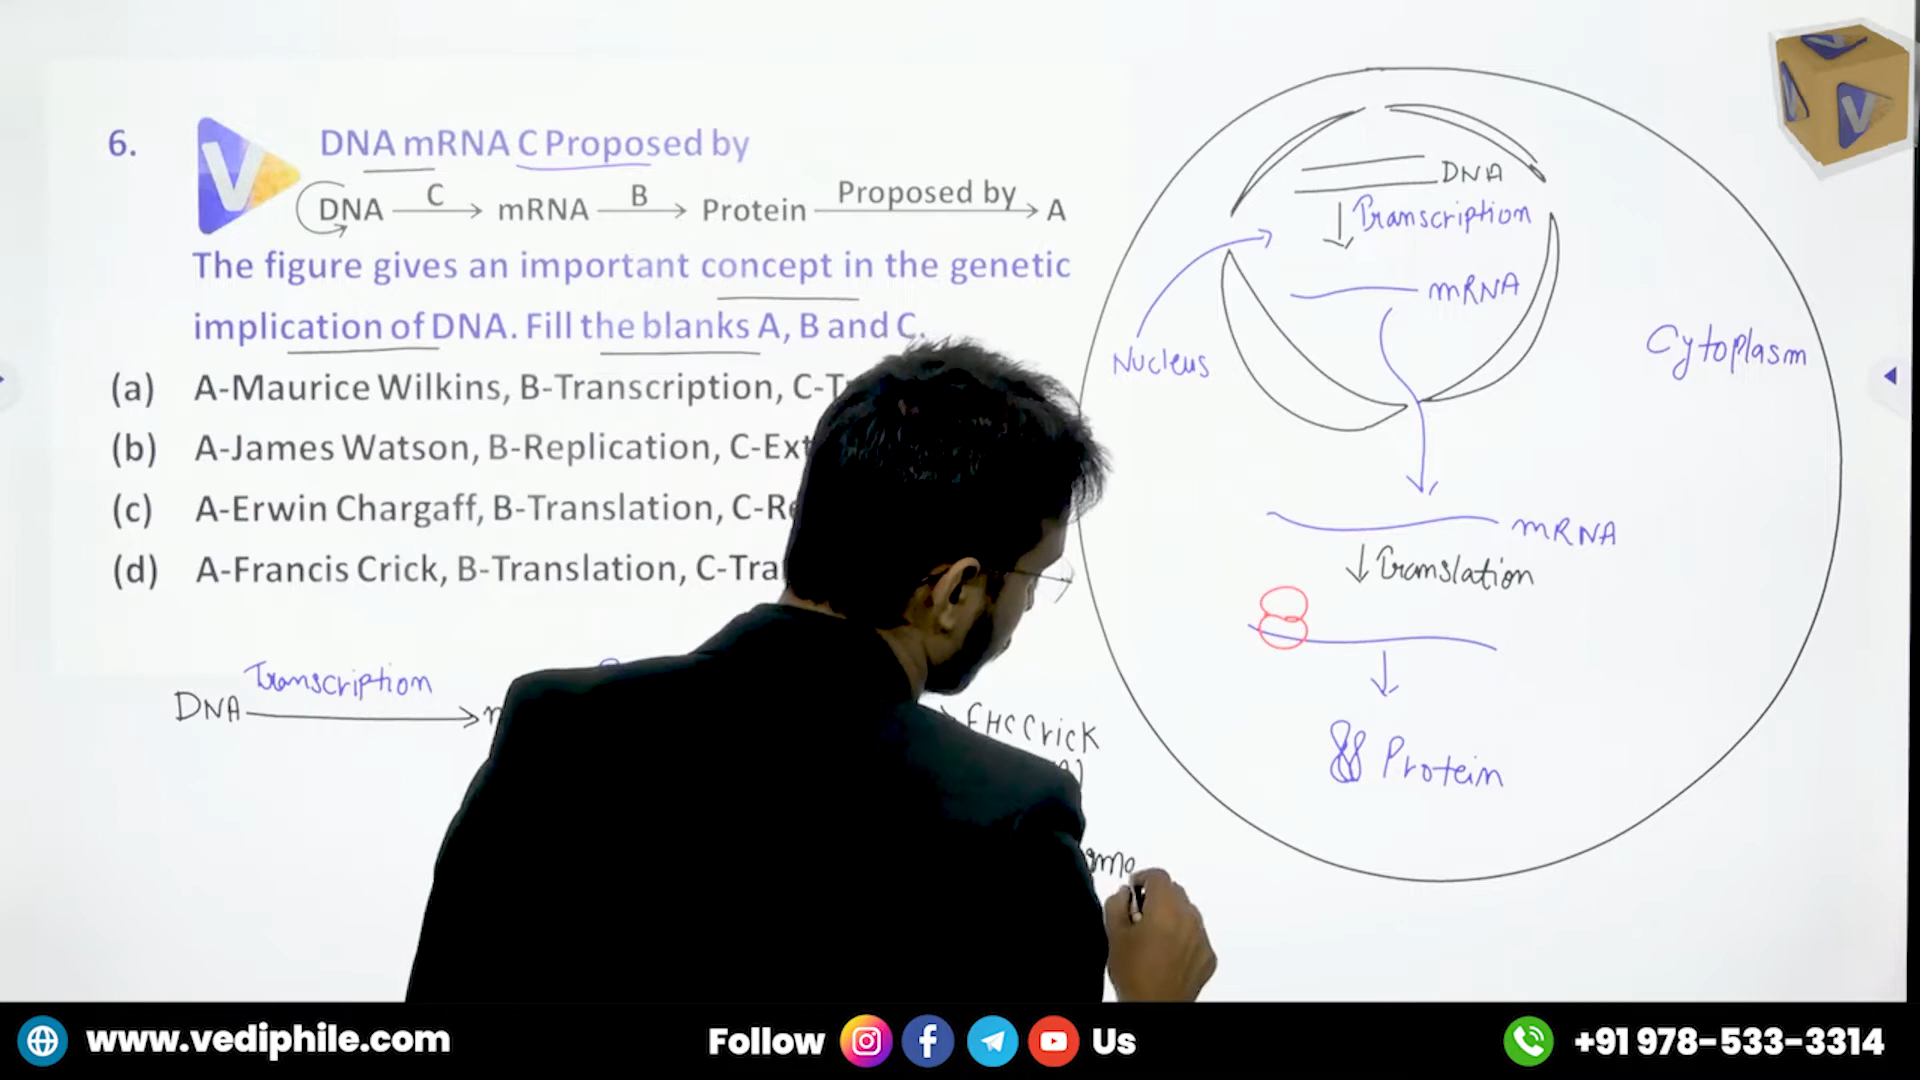 6.
DNA mRNA C Proposed by
DNA C mRNA B Protein Proposed by A
The figure gives an important concept in the genetic
implication of DNA. Fill the blanks A, B and C.
(a) A-Maurice Wilkins, B-Transcription,
(b) A-James Watson, B-Replication,
(c) A-Erwin Chargaff, B-Translation,
(d) A-Francis Crick, B-Translation,
Transcription
DNA
FHC Crick
DNA
Transcription
mRNA
Nucleus
Cytoplasm
mRNA
Translation
Protein
www.vediphile.com
Follow Us
+91 978-533-3314